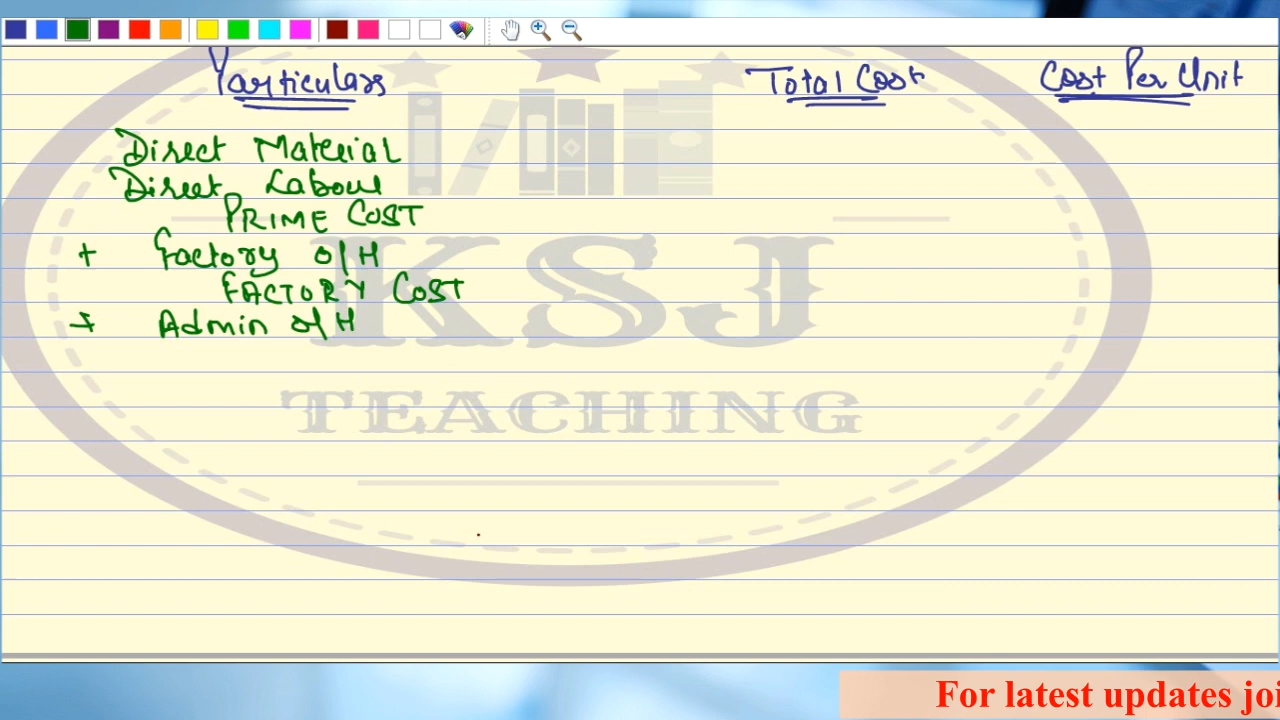 Particulars Total Cost Cost Per Unit
Direct Material
Direct Labour
PRIME COST
+ Factory o/H
FACTORY COST
+ Admin o/H
KSJ
TEACHING
For latest updates joi